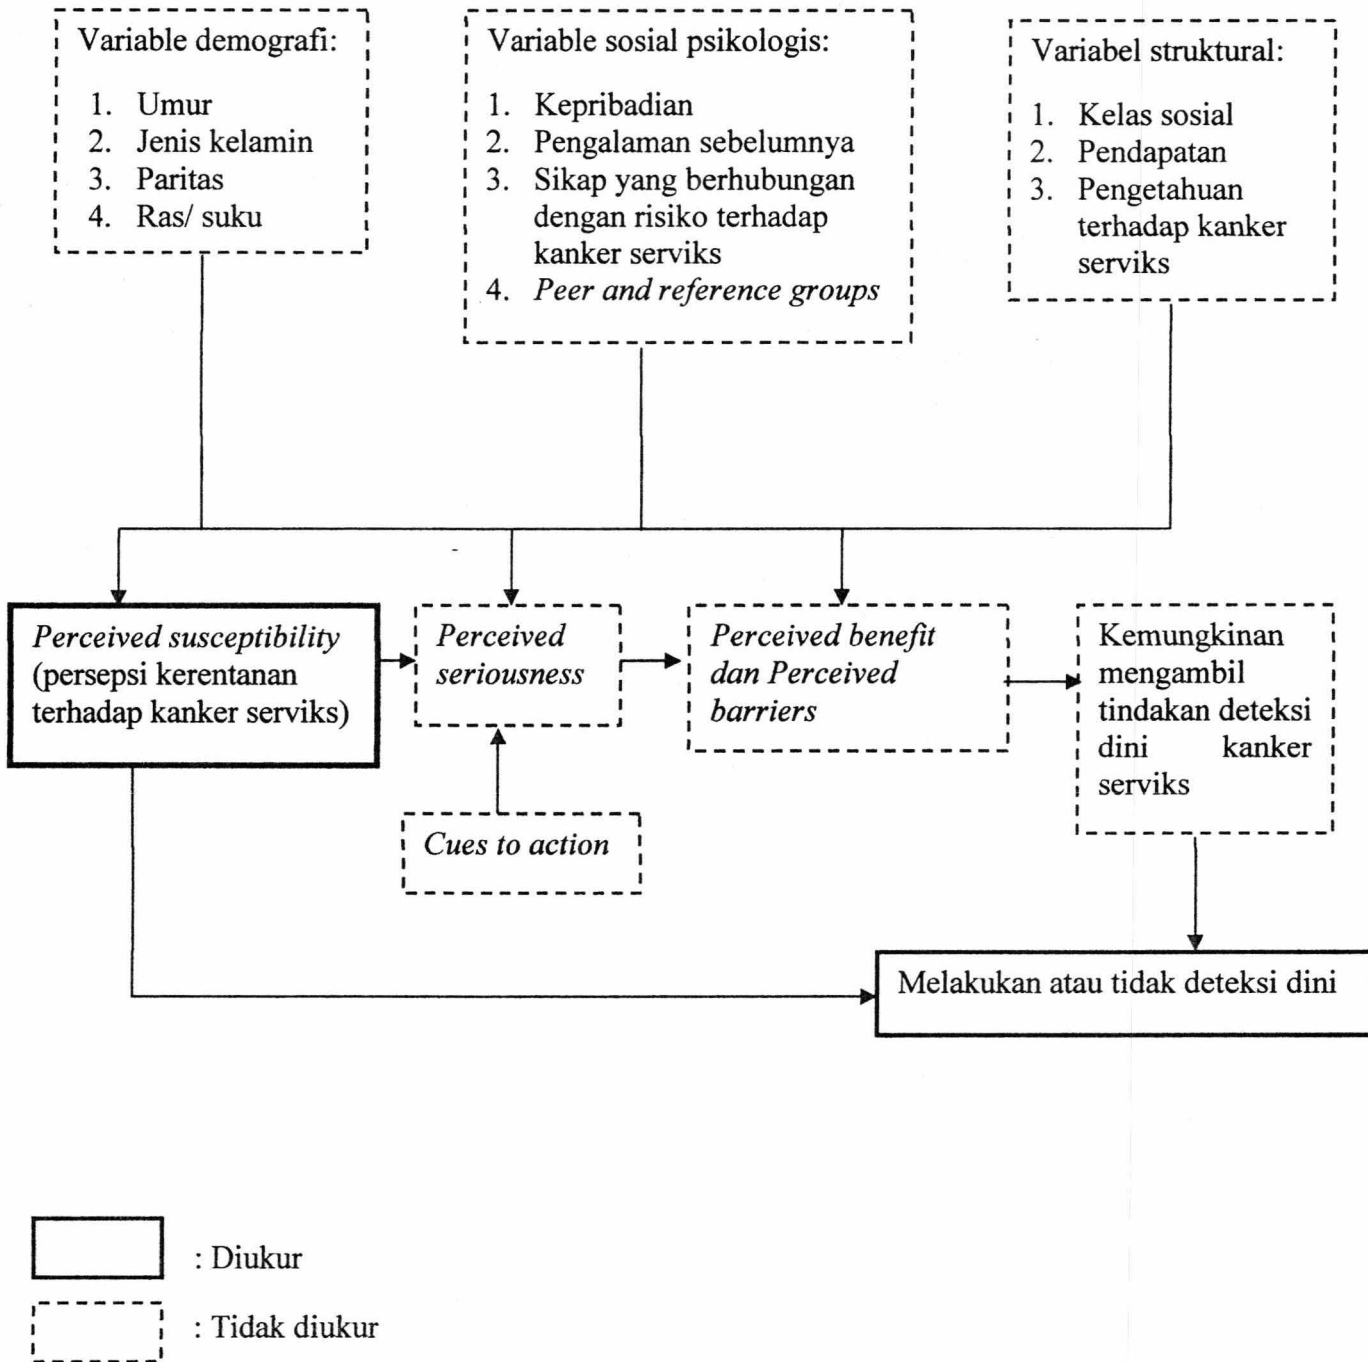 Variable demografi:
1. Umur
2. Jenis kelamin
3. Paritas
4. Ras/ suku
Variable sosial psikologis:
1. Kepribadian
2. Pengalaman sebelumnya
3. Sikap yang berhubungan
dengan risiko terhadap
kanker serviks
4. Peer and reference groups
Variabel struktural:
1. Kelas sosial
2. Pendapatan
3. Pengetahuan
terhadap kanker
serviks
Perceived susceptibility
(persepsi kerentanan
terhadap kanker serviks)
Perceived
seriousness
Perceived benefit
dan Perceived
barriers
Kemungkinan
mengambil
tindakan deteksi
dini kanker
serviks
Cues to action
Melakukan atau tidak deteksi dini
: Diukur
: Tidak diukur